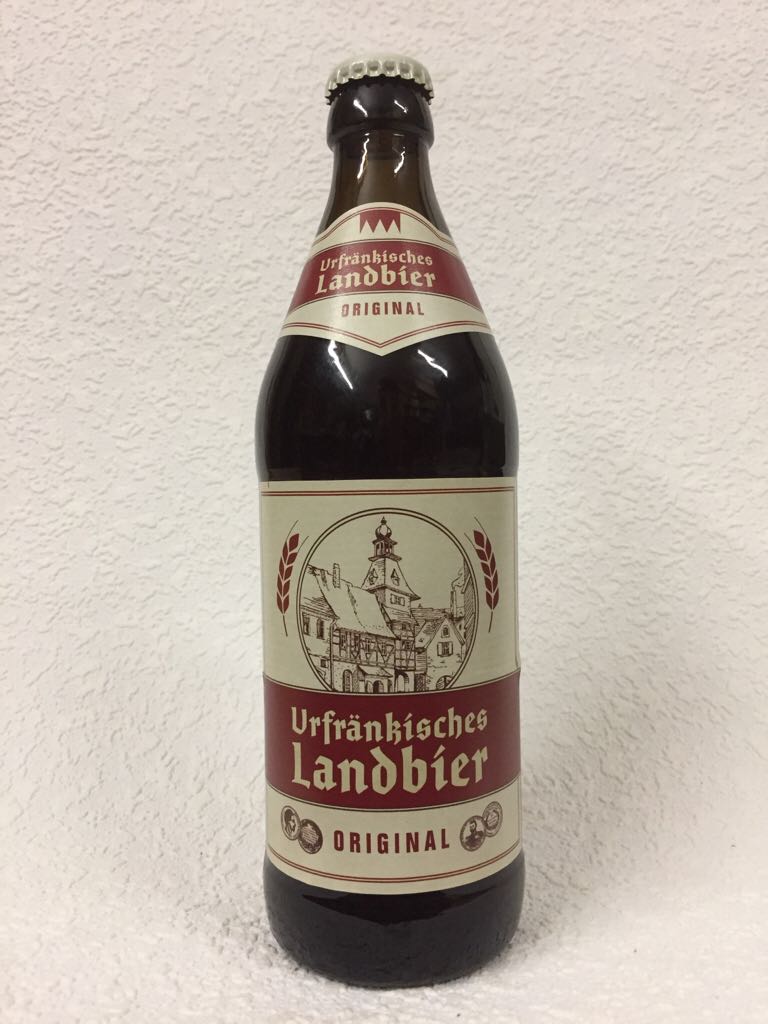 Urfränkisches
Landbier
ORIGINAL
Urfränkisches
Landbier
ORIGINAL